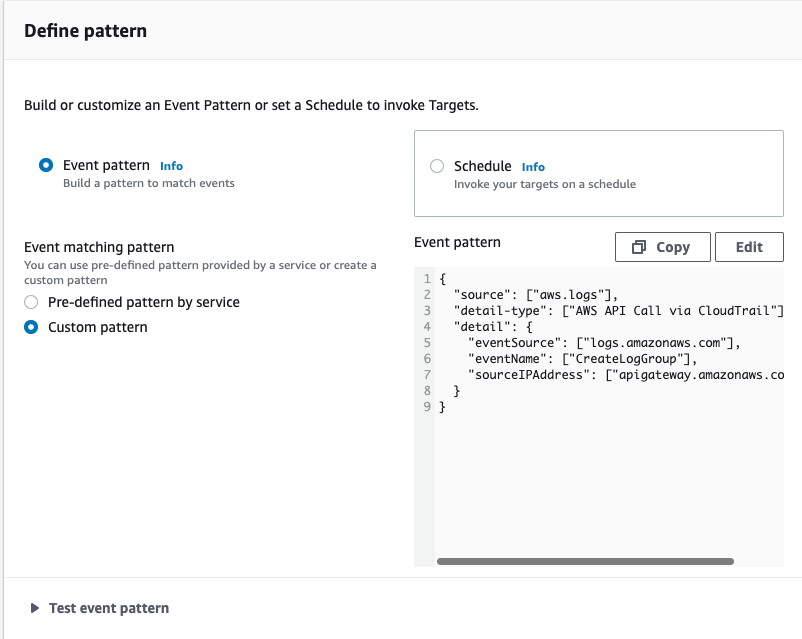 Define pattern
Build or customize an Event Pattern or set a Schedule to invoke Targets.
Event pattern Info
Build a pattern to match events
Schedule Info
Invoke your targets on a schedule
Event matching pattern
You can use pre-defined pattern provided by a service or create a
custom pattern
Pre-defined pattern by service
Custom pattern
Event pattern
Copy
Edit
1 {
2 "source": ["aws.logs"],
3 "detail-type": ["AWS API Call via CloudTrail"]
4 "detail": {
5 "eventSource": ["logs.amazonaws.com"],
6 "eventName": ["CreateLogGroup"],
7 "sourceIPAddress": ["apigateway.amazonaws.co
8 }
9 }
Test event pattern